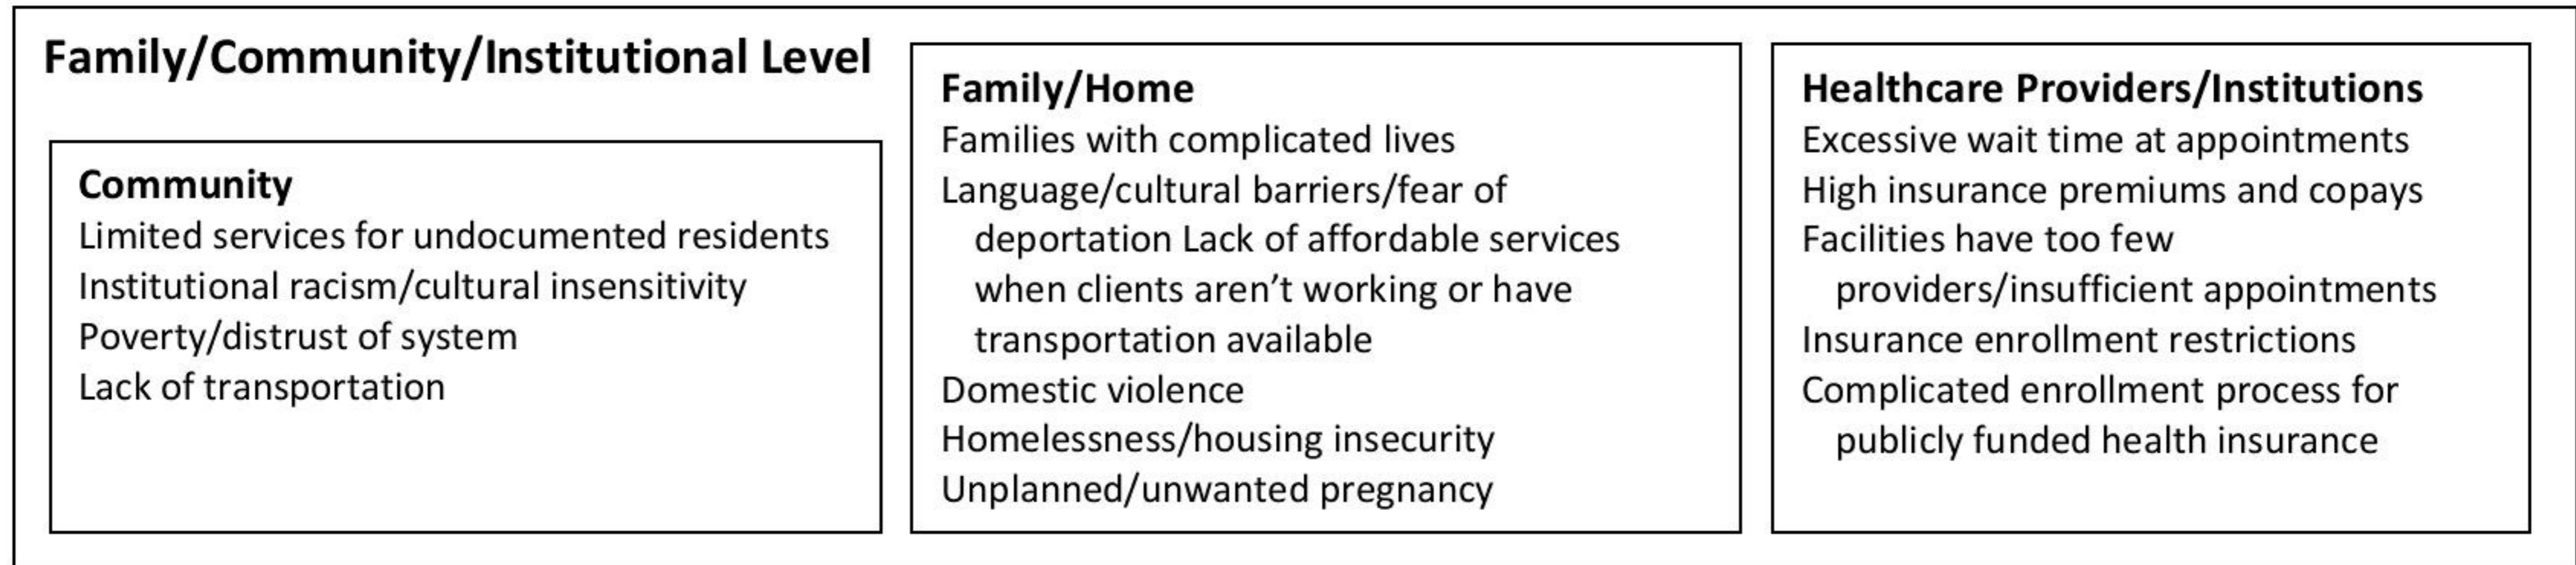 Family/Community/Institutional Level
Community
Limited services for undocumented residents
Institutional racism/cultural insensitivity
Poverty/distrust of system
Lack of transportation
Family/Home
Families with complicated lives
Language/cultural barriers/fear of
deportation Lack of affordable services
when clients aren’t working or have
transportation available
Domestic violence
Homelessness/housing insecurity
Unplanned/unwanted pregnancy
Healthcare Providers/Institutions
Excessive wait time at appointments
High insurance premiums and copays
Facilities have too few
providers/insufficient appointments
Insurance enrollment restrictions
Complicated enrollment process for
publicly funded health insurance